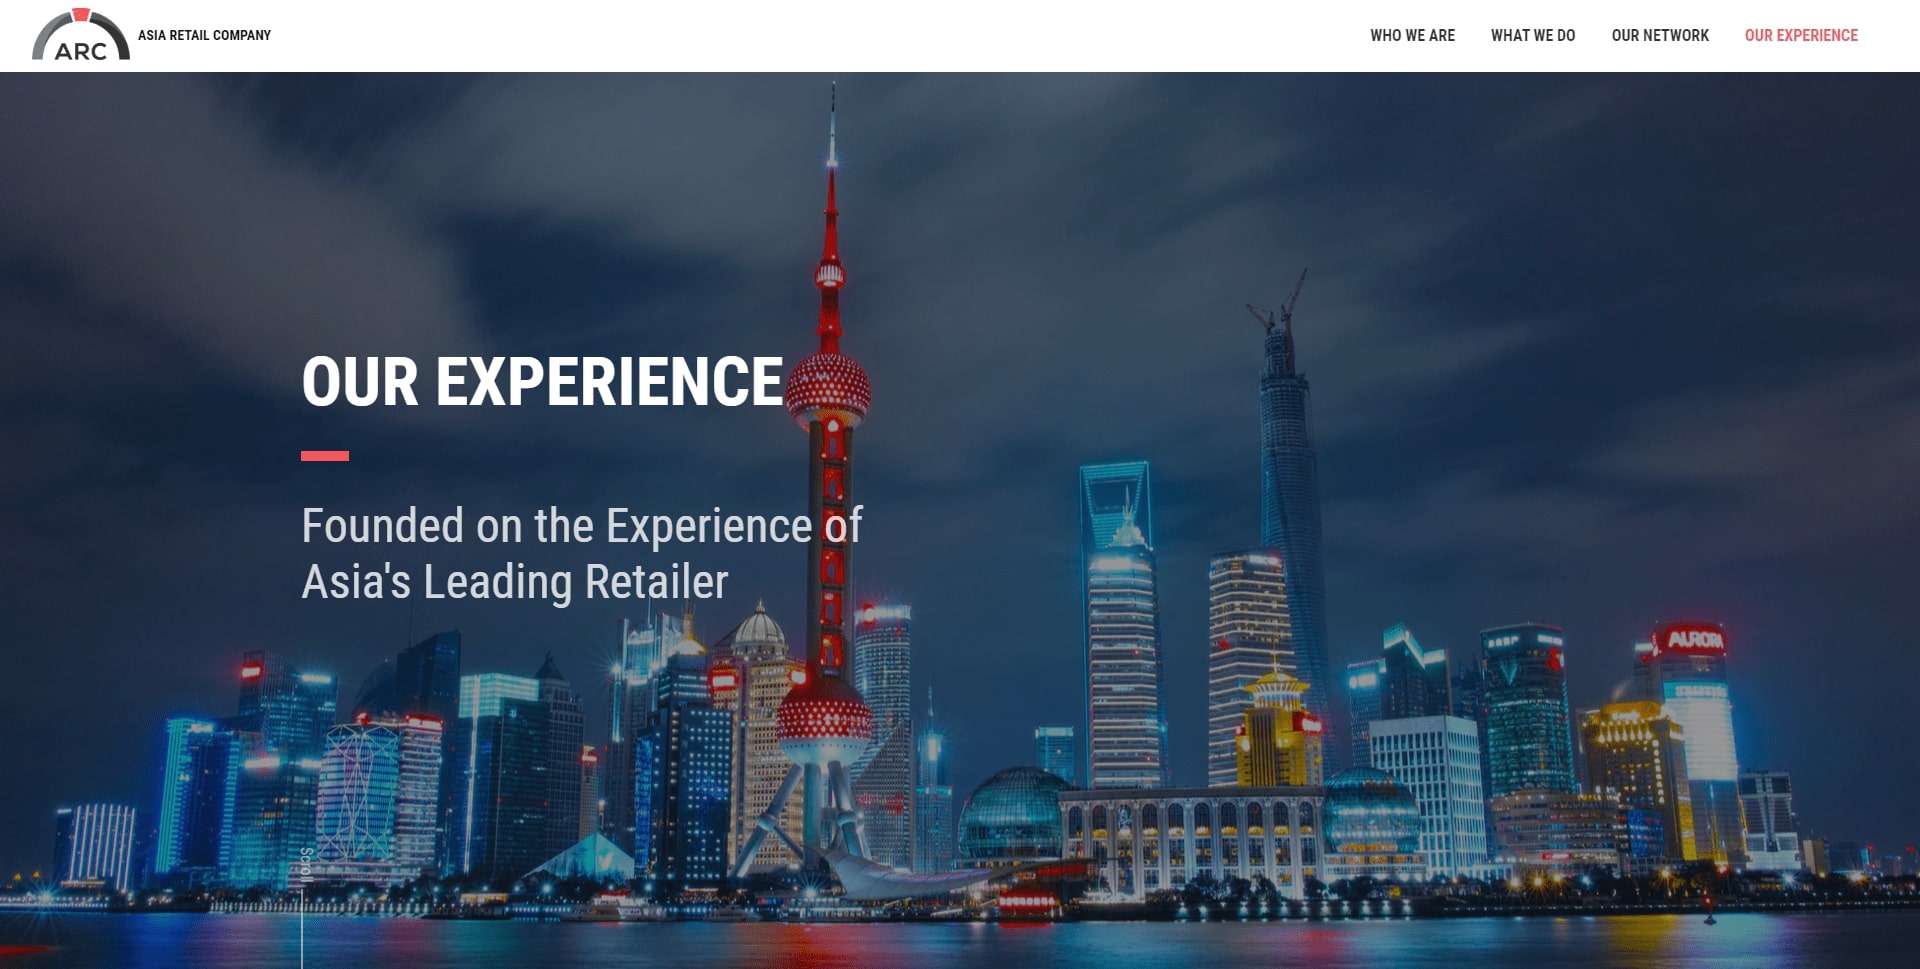 ARC
ASIA RETAIL COMPANY
WHO WE ARE
WHAT WE DO
OUR NETWORK
OUR EXPERIENCE
OUR EXPERIENCE
Founded on the Experience of
Asia's Leading Retailer
AURORA
Scroll